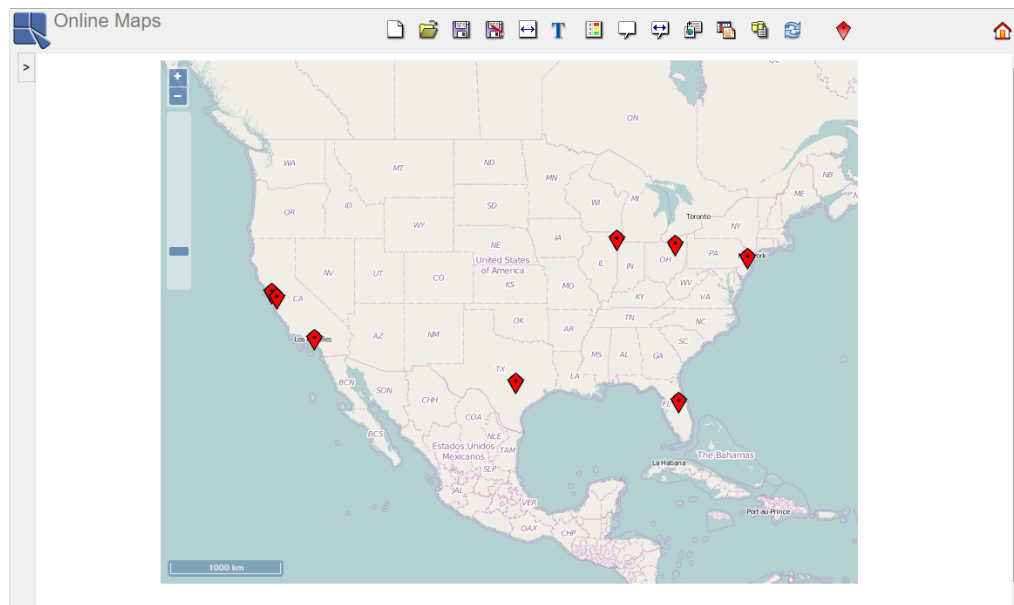 Online Maps
T
>
+
−
ON
WA
MT
ND
MN
NB
ME
OR
ID
SD
WI
MI
Toronto
WY
NY
IA
NE
PA
OH
United States
of America
IL
IN
NV
UT
CO
KS
MO
WV
VA
CA
KY
OK
TN
NC
AZ
NM
AR
SC
MS
AL
GA
TX
LA
BCN
SON
CHH
FL
COA
BCS
NLE
Estados Unidos
Mexicanos
TAM
The Bahamas
SLP
La Habana
JAL
VER
Port-au-Prince
OAX
CHP
1000 km